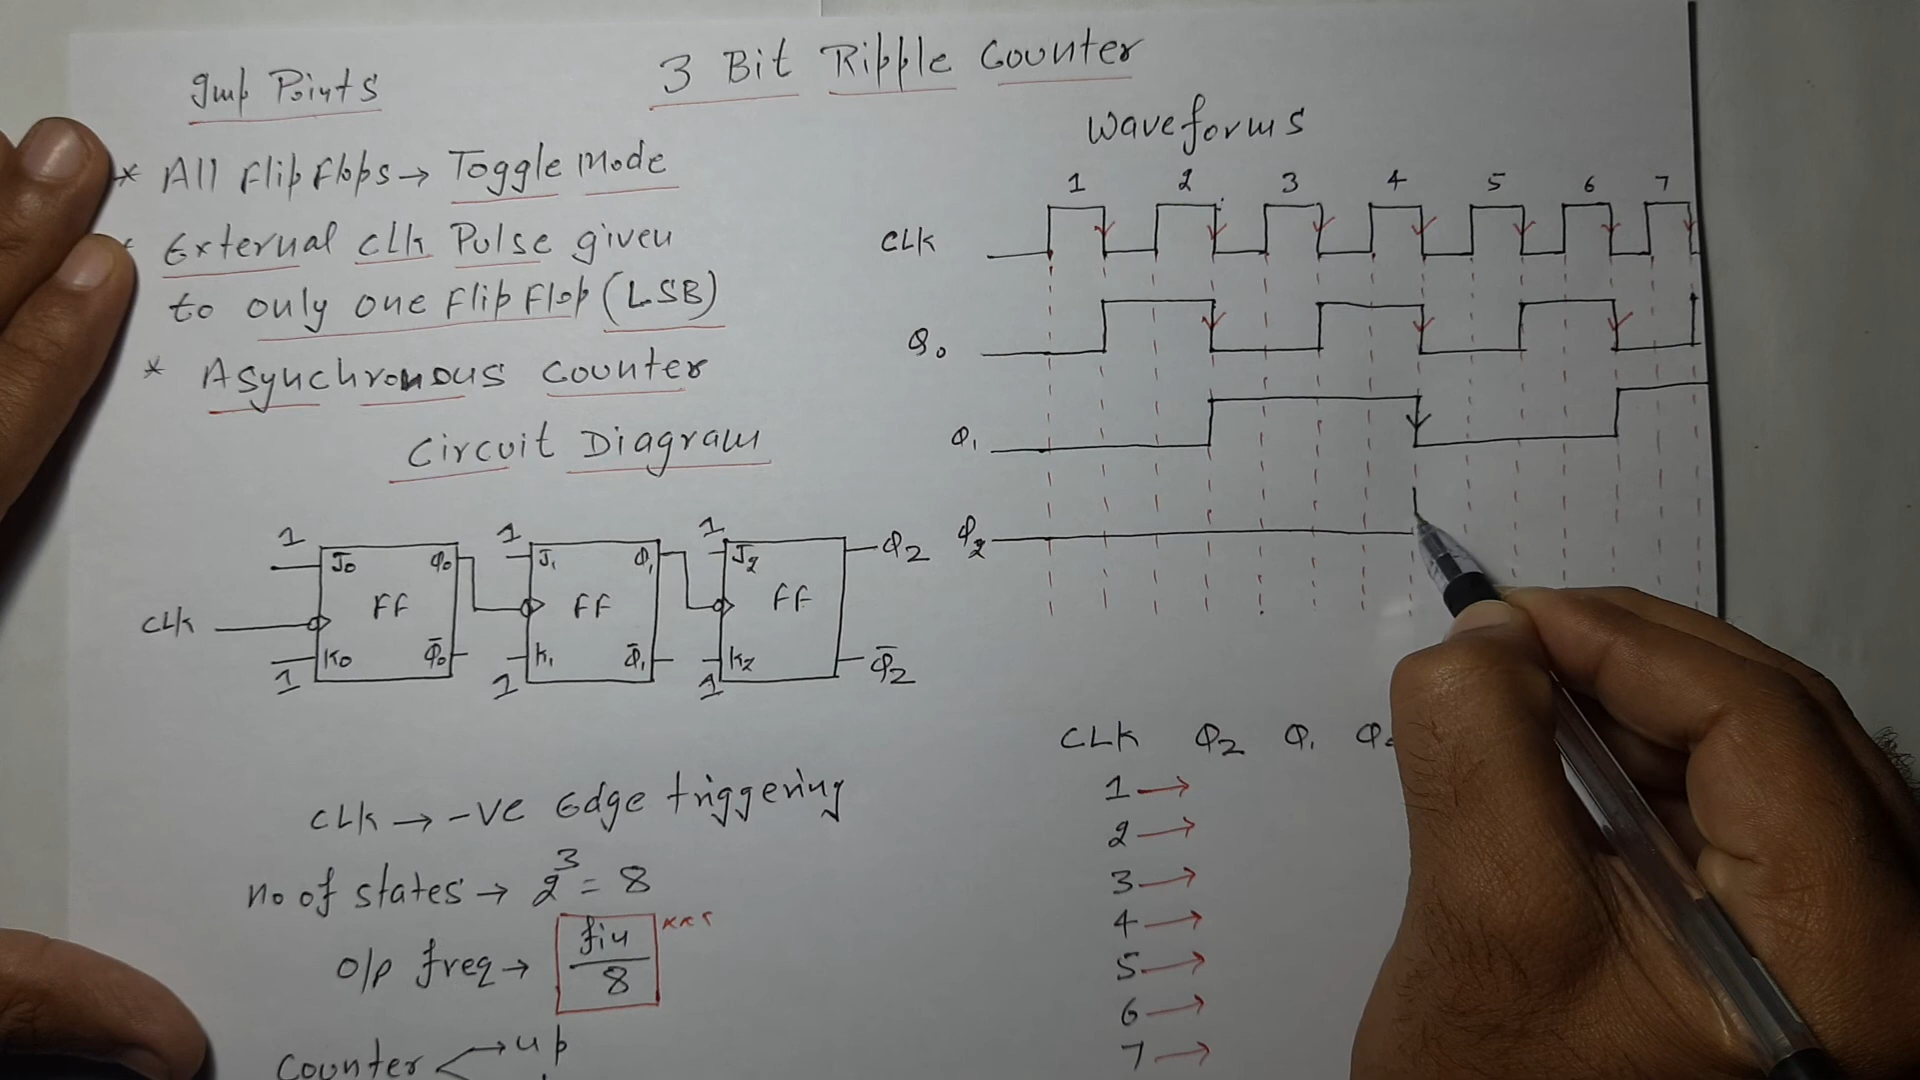 3 Bit Ripple Counter
Imp Points
* All flip flops → Toggle Mode
* External clk Pulse given
to only one flip flop (LSB)
* Asynchronous counter
Circuit Diagram
1 1 1
J0 Q0 J1 Q1 J2 Q2
FF FF FF
CLK
K0 Q̅0 K1 Q̅1 K2 Q̅2
1 1 1
CLK → -ve Edge triggering
no of states → 2³ = 8
o/p freq → fin/8
Counter → up
Waveforms
1 2 3 4 5 6 7
CLK
Q0
Q1
Q2
CLK Q2 Q1
1 →
2 →
3 →
4 →
5 →
6 →
7 →